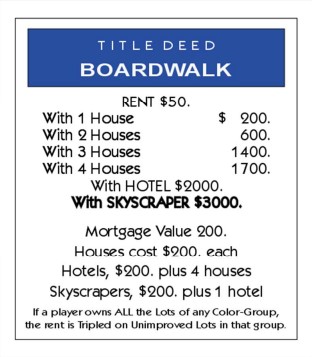 TITLE DEED
BOARDWALK
RENT $50.
With 1 House $ 200.
With 2 Houses 600.
With 3 Houses 1400.
With 4 Houses 1700.
With HOTEL $2000.
With SKYSCRAPER $3000.
Mortgage Value 200.
Houses cost $200. each
Hotels, $200. plus 4 houses
Skyscrapers, $200. plus 1 hotel
If a player owns ALL the Lots of any Color-Group,
the rent is Tripled on Unimproved Lots in that group.